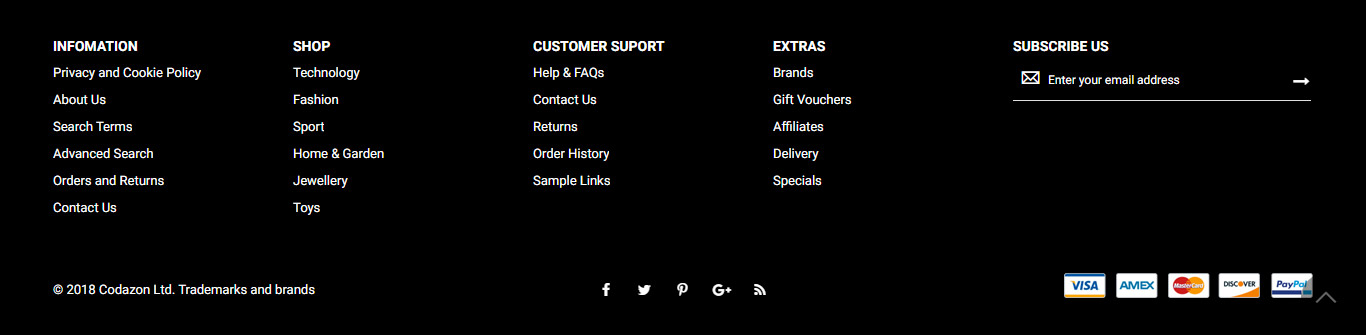 INFOMATION
Privacy and Cookie Policy
About Us
Search Terms
Advanced Search
Orders and Returns
Contact Us
SHOP
Technology
Fashion
Sport
Home & Garden
Jewellery
Toys
CUSTOMER SUPORT
Help & FAQs
Contact Us
Returns
Order History
Sample Links
EXTRAS
Brands
Gift Vouchers
Affiliates
Delivery
Specials
SUBSCRIBE US
Enter your email address
© 2018 Codazon Ltd. Trademarks and brands
VISA
AMEX
MasterCard
DISCOVER
PayPal